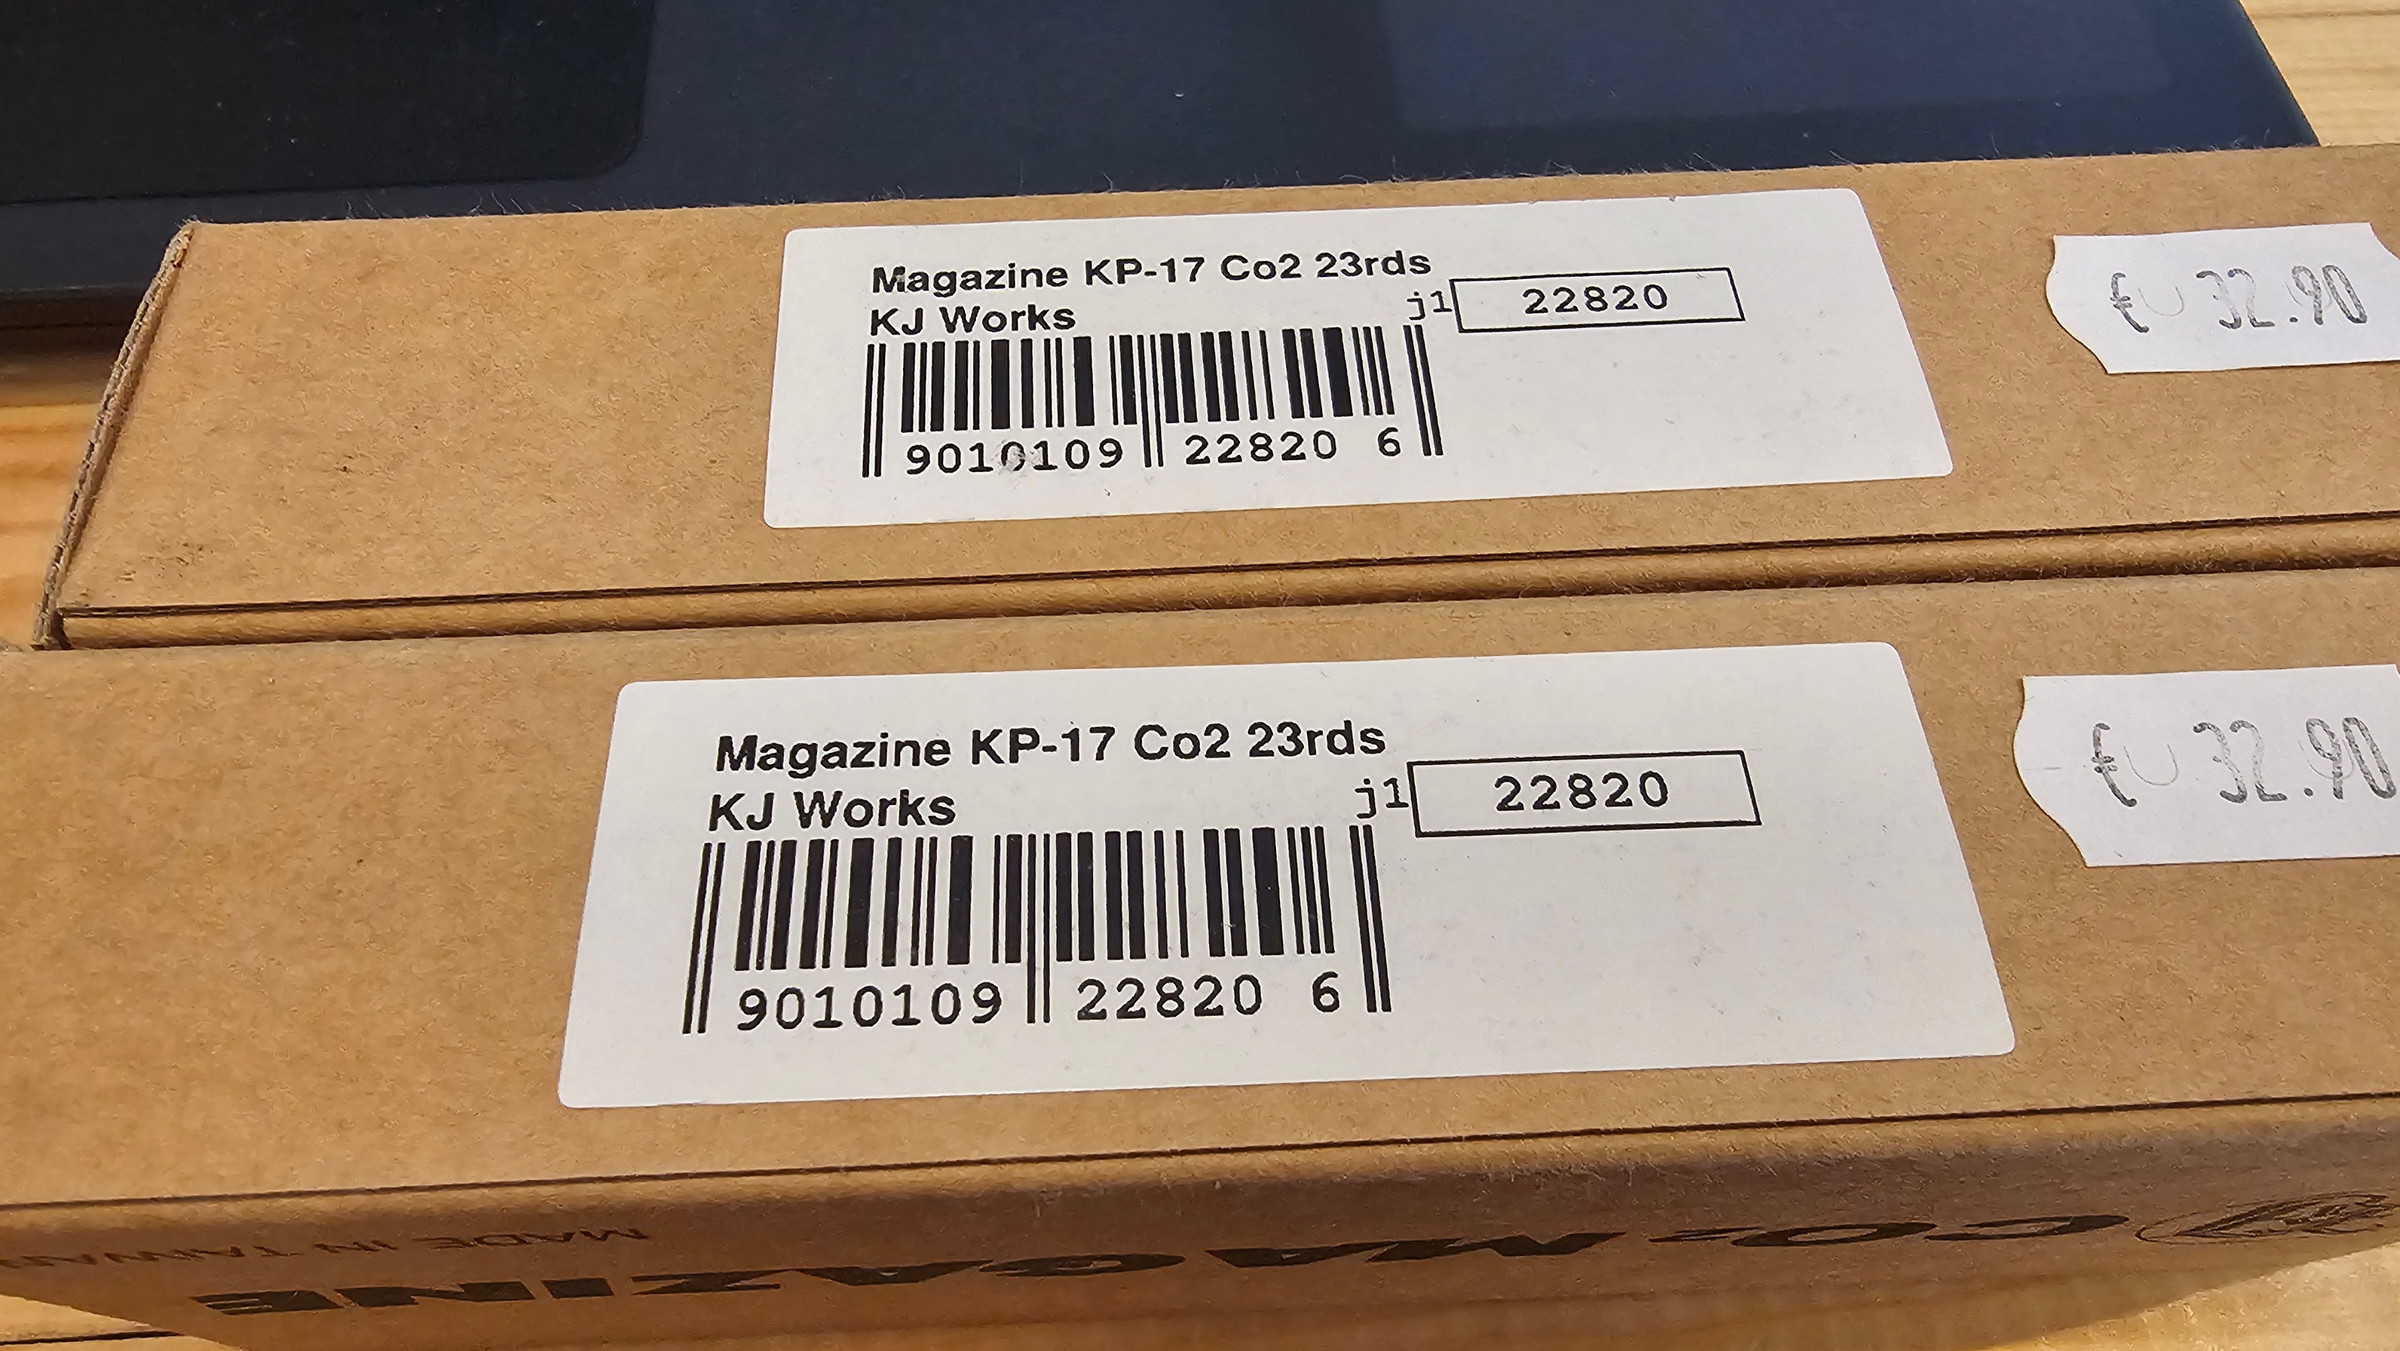 Magazine KP-17 Co2 23rds
KJ Works
j1 22820
9010109 22820 6
€ 32.90
Magazine KP-17 Co2 23rds
KJ Works
j1 22820
9010109 22820 6
€ 32.90
CO₂ MAGAZINE
MADE IN TAIWAN